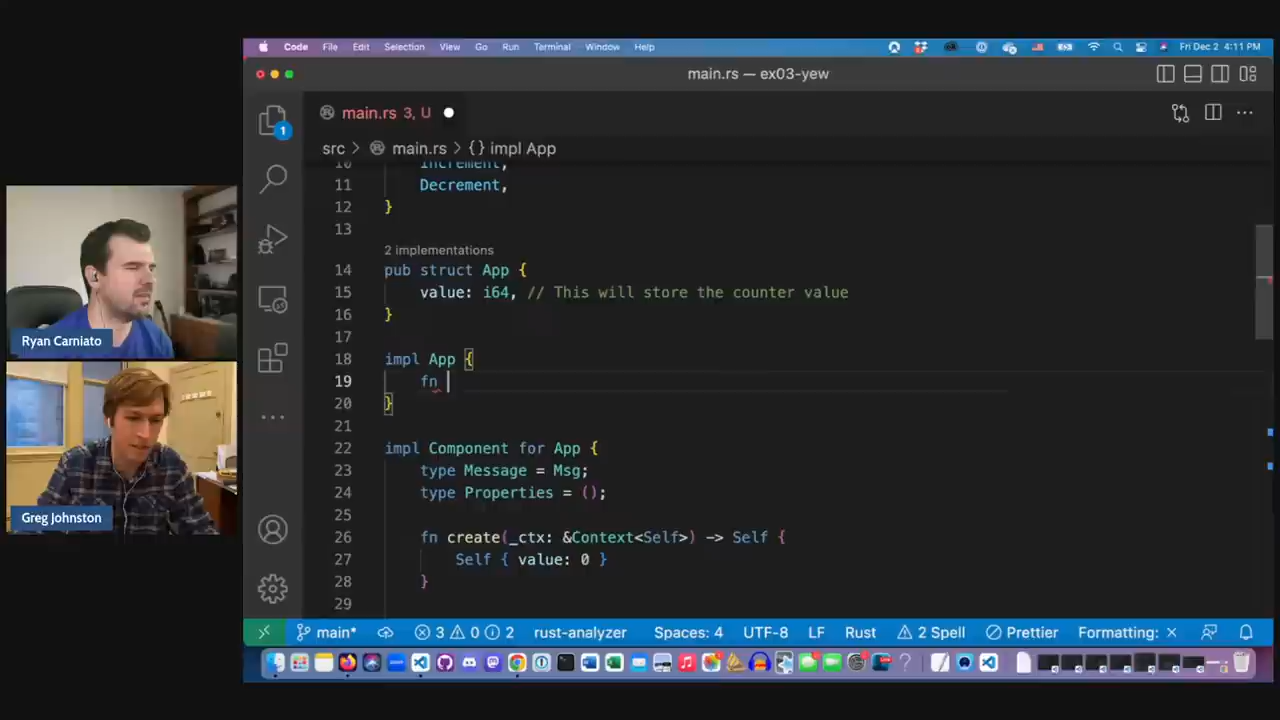 Code File Edit Selection View Go Run Terminal Window Help Fri Dec 2 4:11 PM
main.rs — ex03-yew
main.rs 3, U
1
src > main.rs > {} impl App
10 Increment,
11 Decrement,
12 }
13
2 implementations
14 pub struct App {
15 value: i64, // This will store the counter value
16 }
17
18 impl App {
19 fn
20 }
21
22 impl Component for App {
23 type Message = Msg;
24 type Properties = ();
25
26 fn create(_ctx: &Context<Self>) -> Self {
27 Self { value: 0 }
28 }
29
Ryan Carniato
Greg Johnston
main* 3 0 2 rust-analyzer Spaces: 4 UTF-8 LF Rust 2 Spell Prettier Formating: ×